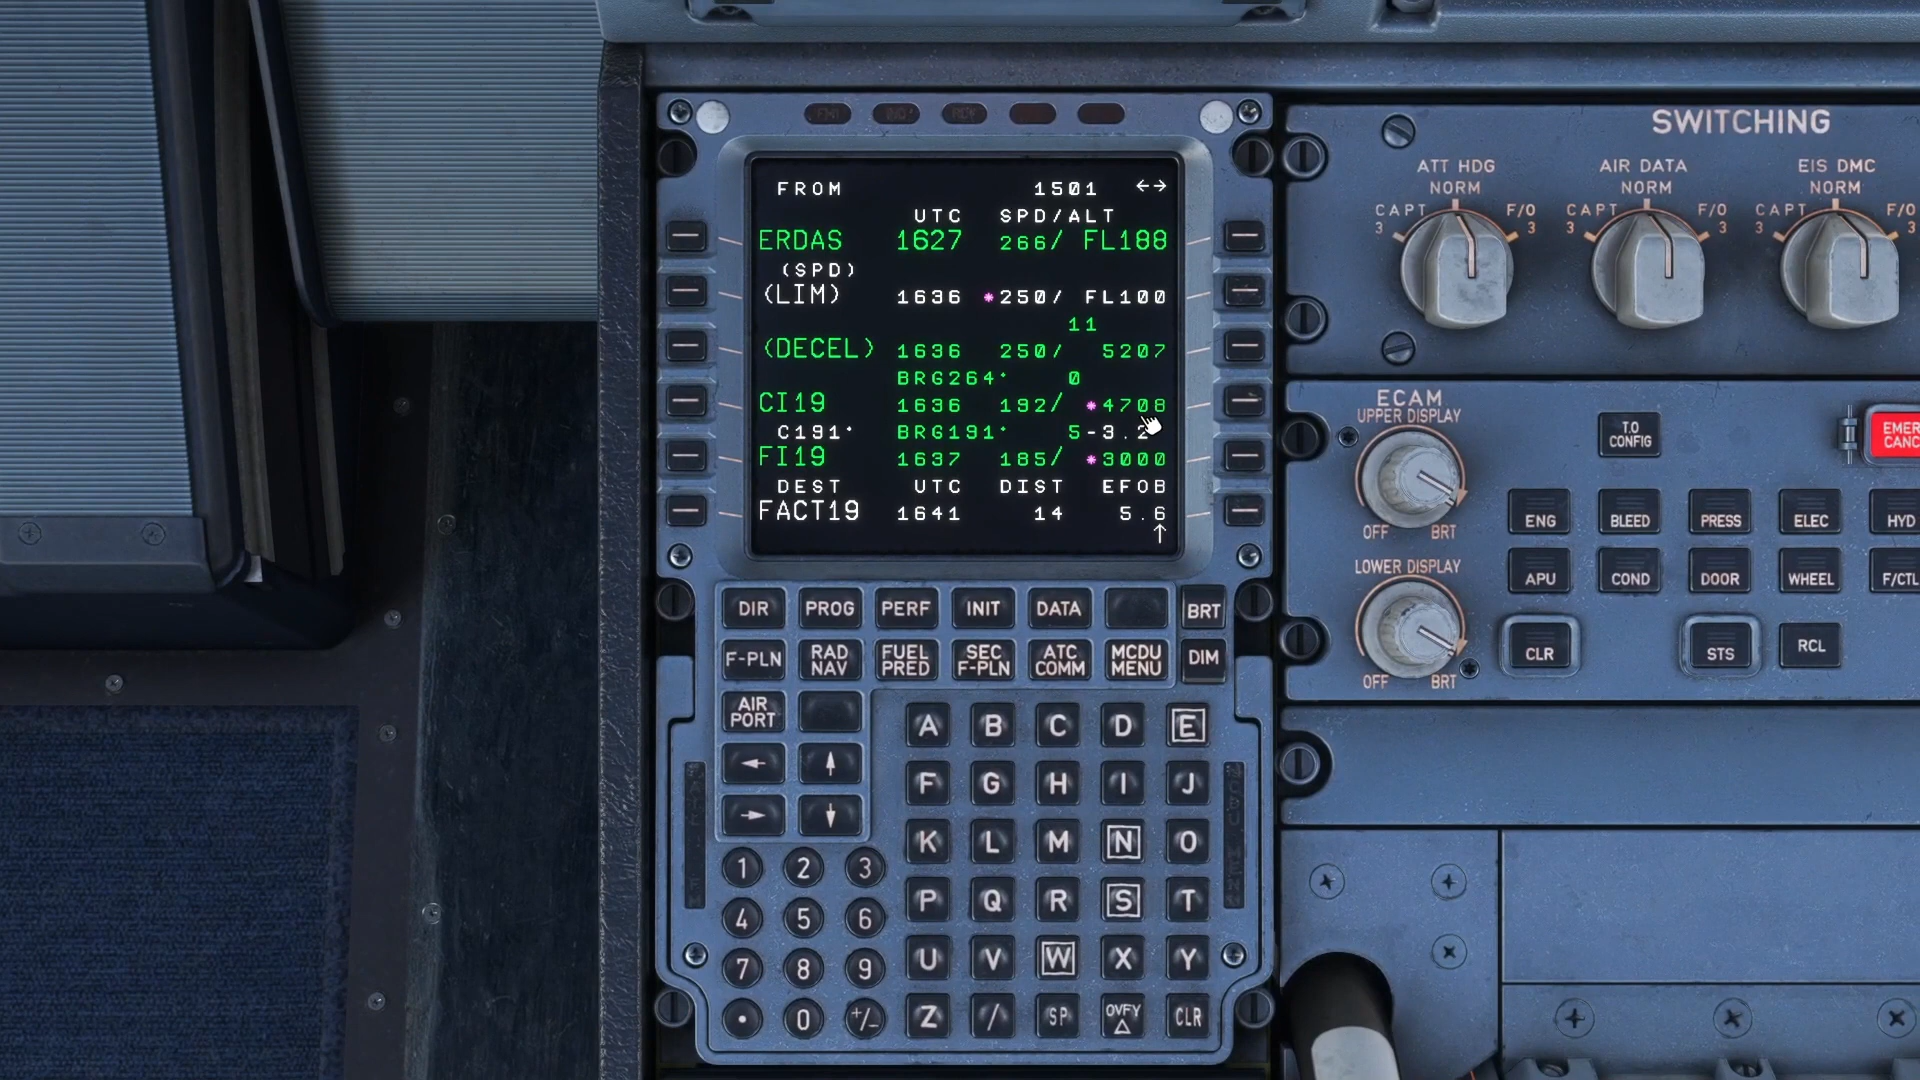 FROM 1501 ←→
UTC SPD/ALT
ERDAS 1627 266/ FL188
(SPD)
(LIM) 1636 *250/ FL100
11
(DECEL) 1636 250/ 5207
BRG264° 0
CI19 1636 192/ *4708
C191° BRG191° 5-3.2
FI19 1637 185/ *3000
DEST UTC DIST EFOB
FACT19 1641 14 5.6
↑
DIR PROG PERF INIT DATA BRT
F-PLN RAD NAV FUEL PRED SEC F-PLN ATC COMM MCDU MENU DIM
AIR PORT
← ↑
→ ↓
A B C D E
F G H I J
K L M N O
P Q R S T
U V W X Y
Z / SP OVFY Δ CLR
1 2 3
4 5 6
7 8 9
. 0 +/-
SWITCHING
ATT HDG AIR DATA EIS DMC
NORM NORM NORM
CAPT 3 F/O 3 CAPT 3 F/O 3 CAPT 3 F/O 3
ECAM
UPPER DISPLAY
OFF BRT
T.O CONFIG
EMER CANC
ENG BLEED PRESS ELEC HYD
APU COND DOOR WHEEL F/CTL
LOWER DISPLAY
OFF BRT
CLR STS RCL